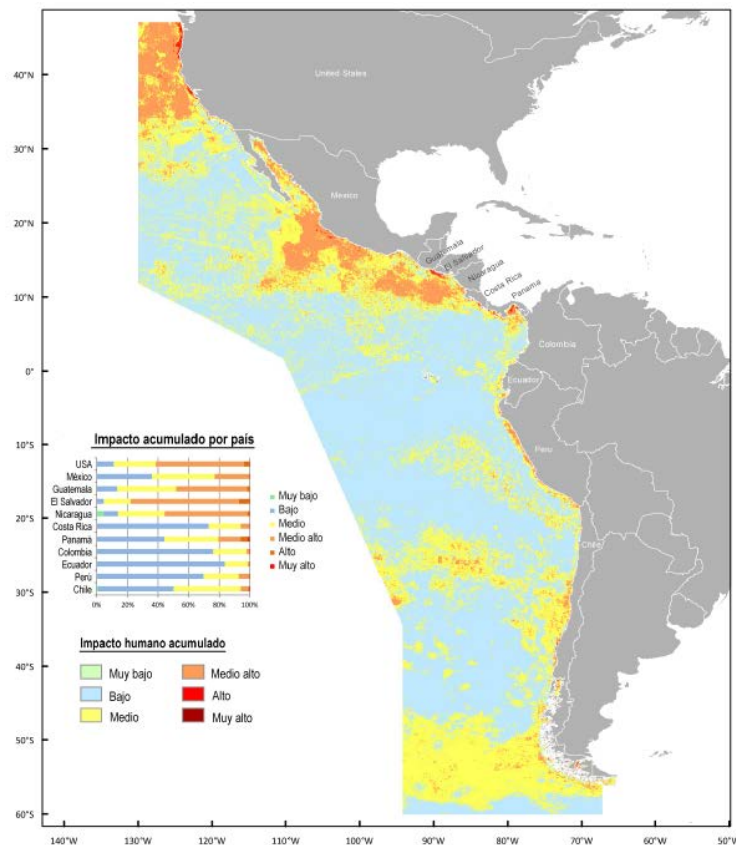 40°N
30°N
20°N
10°N
0°
10°S
20°S
30°S
40°S
50°S
60°S
United States
Mexico
Guatemala
El Salvador
Nicaragua
Costa Rica
Panama
Colombia
Ecuador
Peru
Chile
Impacto acumulado por país
USA
México
Guatemala
El Salvador
Nicaragua
Costa Rica
Panamá
Colombia
Ecuador
Perú
Chile
0% 20% 40% 60% 80% 100%
Muy bajo
Bajo
Medio
Medio alto
Alto
Muy alto
Impacto humano acumulado
Muy bajo Medio alto
Bajo Alto
Medio Muy alto
140°W 130°W 120°W 110°W 100°W 90°W 80°W 70°W 60°W 50°W